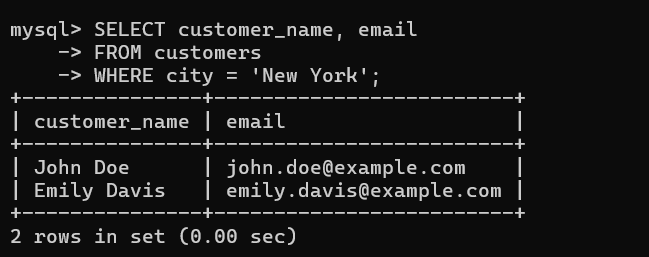 mysql> SELECT customer_name, email
    -> FROM customers
    -> WHERE city = 'New York';
+---------------+-------------------------+
| customer_name | email                   |
+---------------+-------------------------+
| John Doe      | john.doe@example.com    |
| Emily Davis   | emily.davis@example.com |
+---------------+-------------------------+
2 rows in set (0.00 sec)